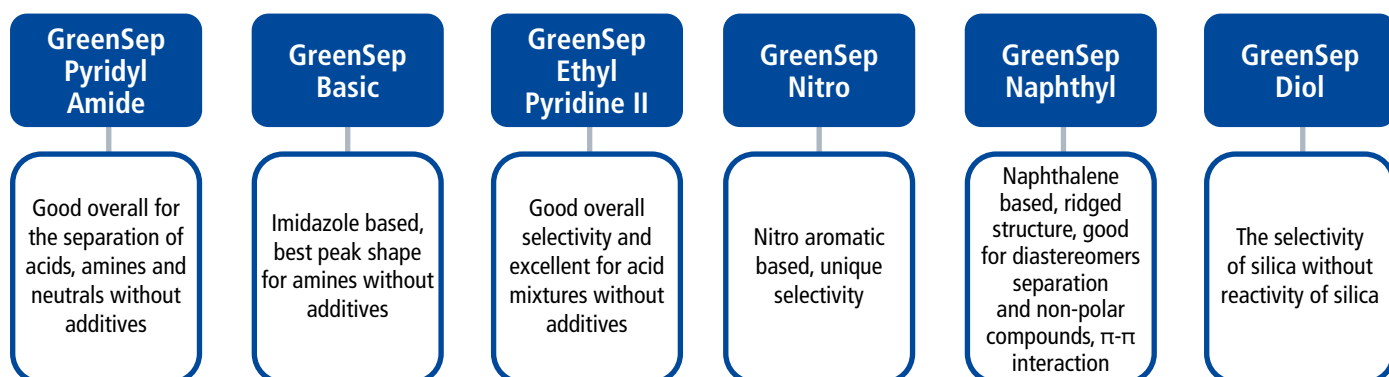 GreenSep
Pyridyl
Amide
Good overall for
the separation of
acids, amines and
neutrals without
additives
GreenSep
Basic
Imidazole based,
best peak shape
for amines without
additives
GreenSep
Ethyl
Pyridine II
Good overall
selectivity and
excellent for acid
mixtures without
additives
GreenSep
Nitro
Nitro aromatic
based, unique
selectivity
GreenSep
Naphthyl
Naphthalene
based, ridged
structure, good
for diastereomers
separation
and non-polar
compounds, π-π
interaction
GreenSep
Diol
The selectivity
of silica without
reactivity of silica